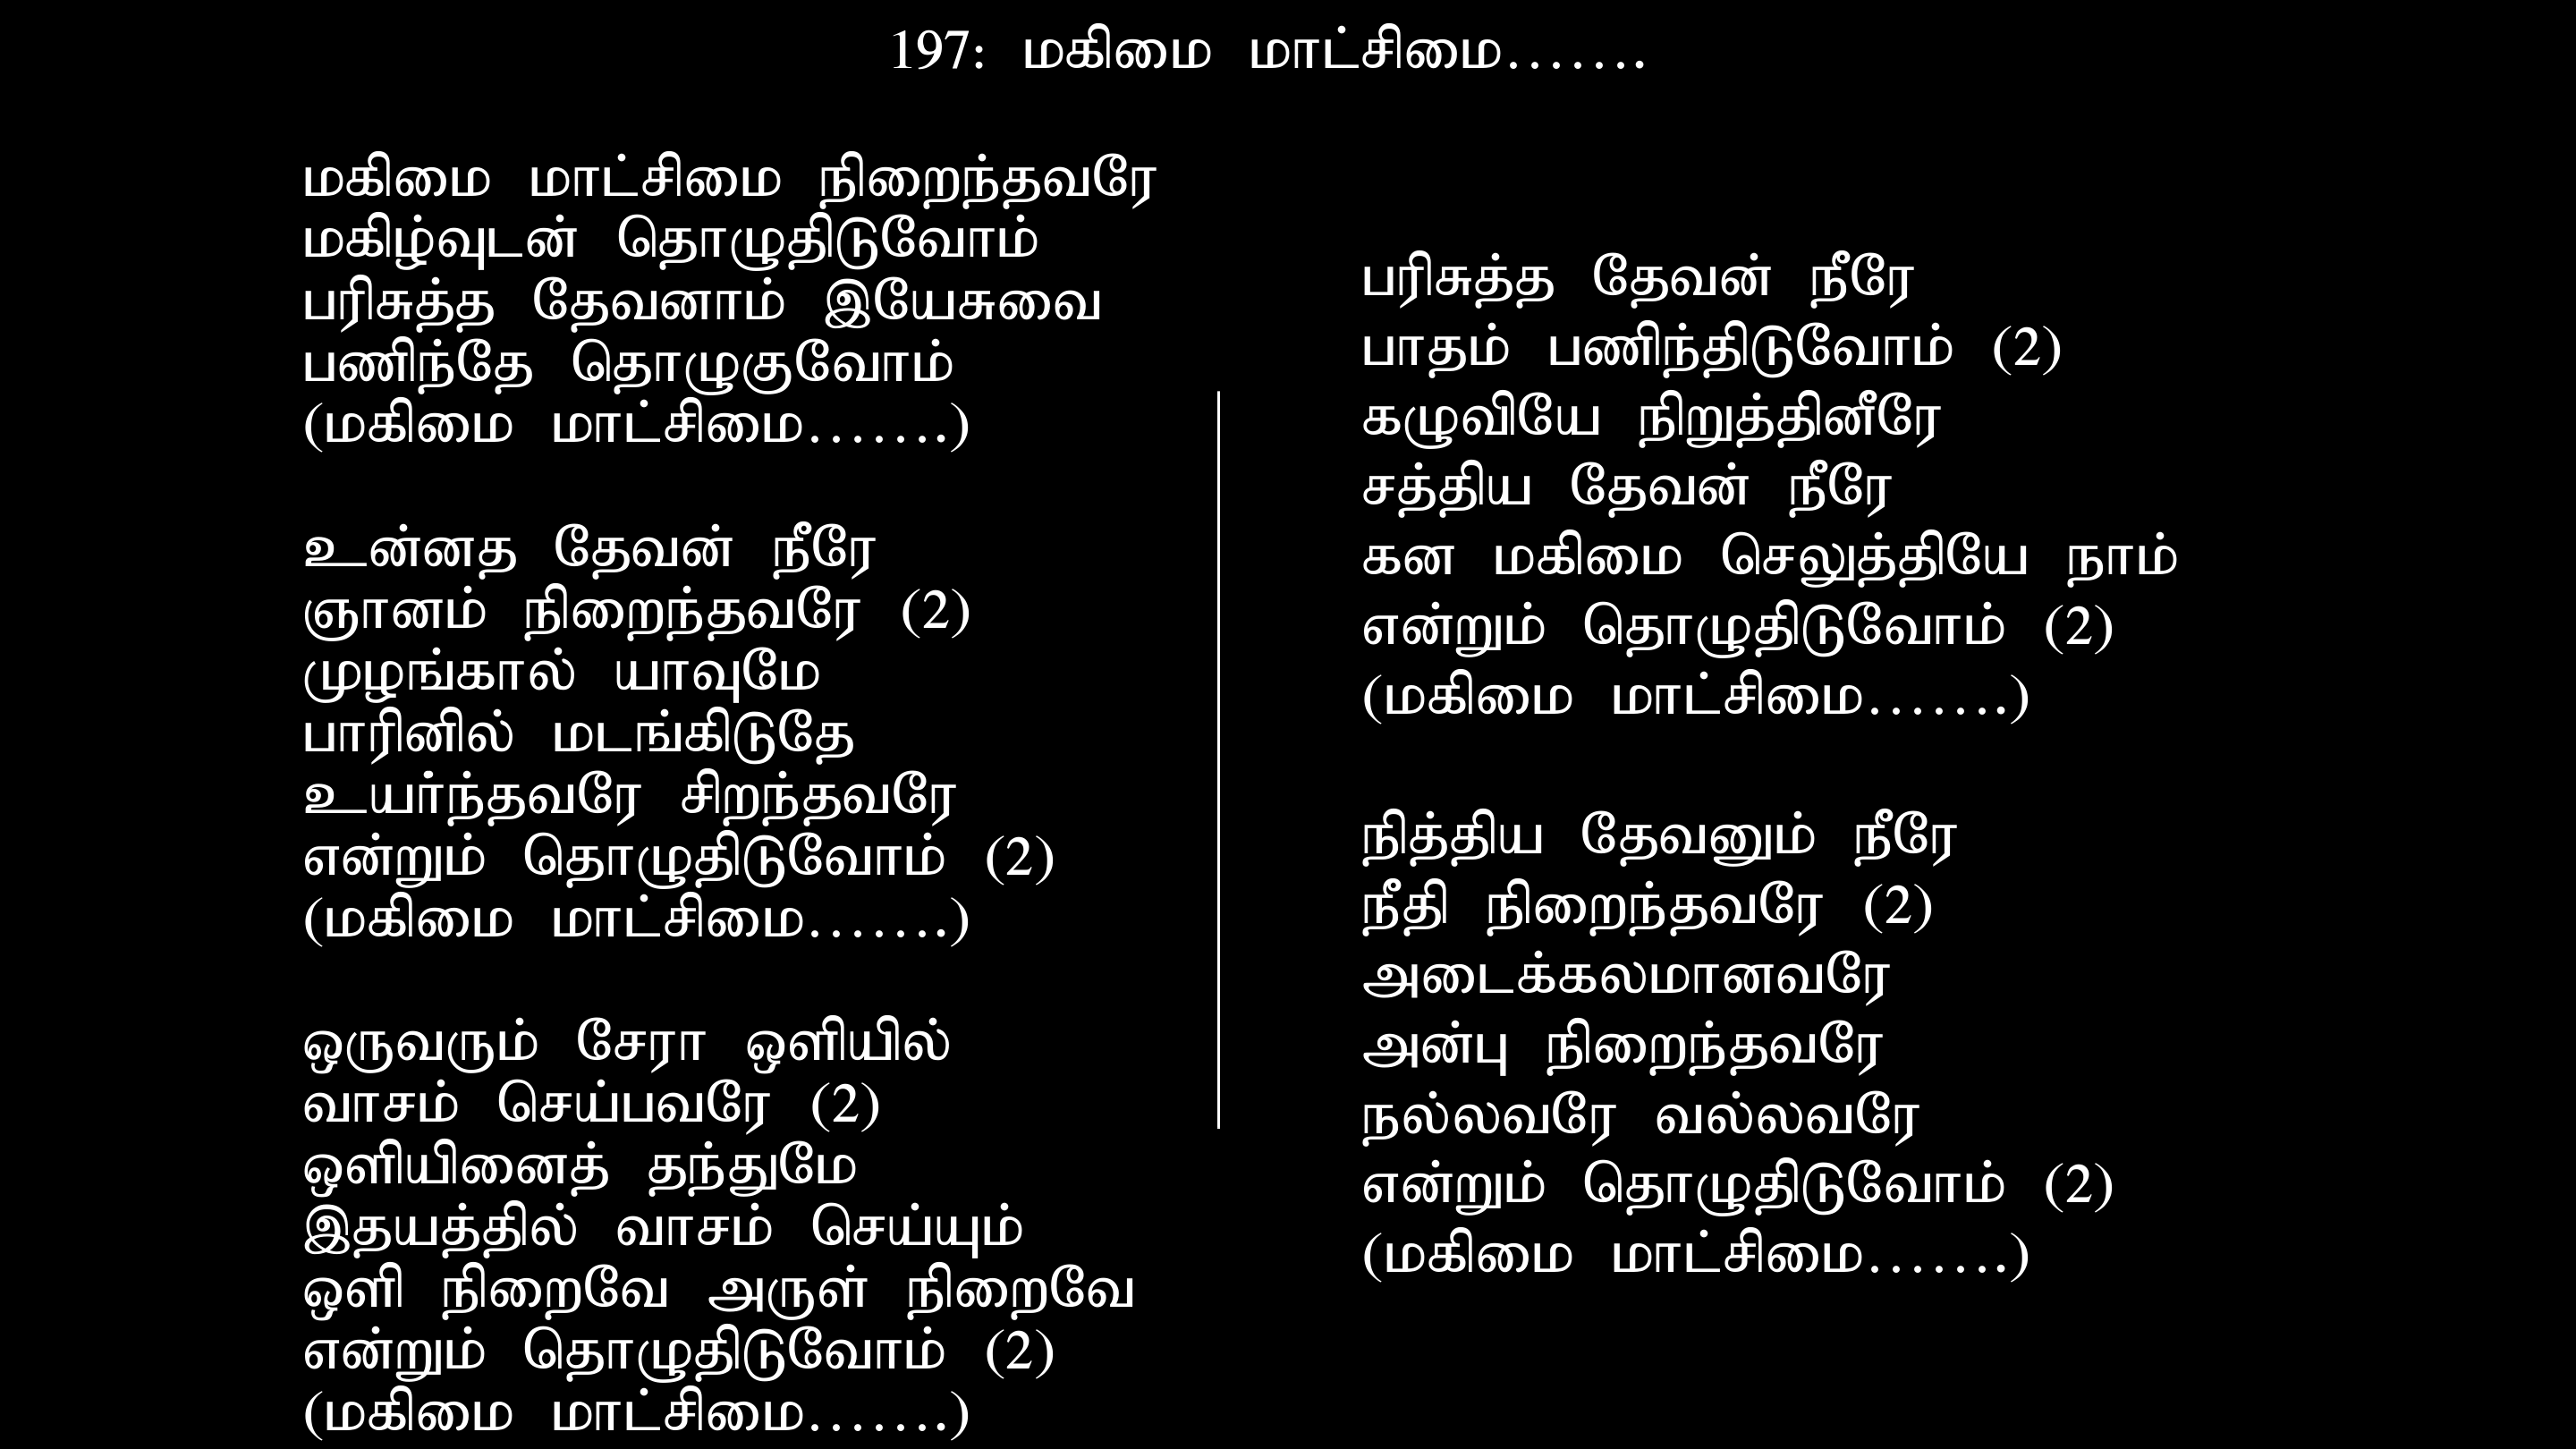 197: மகிமை மாட்சிமை.......
மகிமை மாட்சிமை நிறைந்தவரே
மகிழ்வுடன் தொழுதிடுவோம்
பரிசுத்த தேவனாம் இயேசுவை
பணிந்தே தொழுகுவோம்
(மகிமை மாட்சிமை.......)
உன்னத தேவன் நீரே
ஞானம் நிறைந்தவரே (2)
முழங்கால் யாவுமே
பாரினில் மடங்கிடுதே
உயர்ந்தவரே சிறந்தவரே
என்றும் தொழுதிடுவோம் (2)
(மகிமை மாட்சிமை.......)
ஒருவரும் சேரா ஒளியில்
வாசம் செய்பவரே (2)
ஒளியினைத் தந்துமே
இதயத்தில் வாசம் செய்யும்
ஒளி நிறைவே அருள் நிறைவே
என்றும் தொழுதிடுவோம் (2)
(மகிமை மாட்சிமை.......)
பரிசுத்த தேவன் நீரே
பாதம் பணிந்திடுவோம் (2)
கழுவியே நிறுத்தினீரே
சத்திய தேவன் நீரே
கன மகிமை செலுத்தியே நாம்
என்றும் தொழுதிடுவோம் (2)
(மகிமை மாட்சிமை.......)
நித்திய தேவனும் நீரே
நீதி நிறைந்தவரே (2)
அடைக்கலமானவரே
அன்பு நிறைந்தவரே
நல்லவரே வல்லவரே
என்றும் தொழுதிடுவோம் (2)
(மகிமை மாட்சிமை.......)